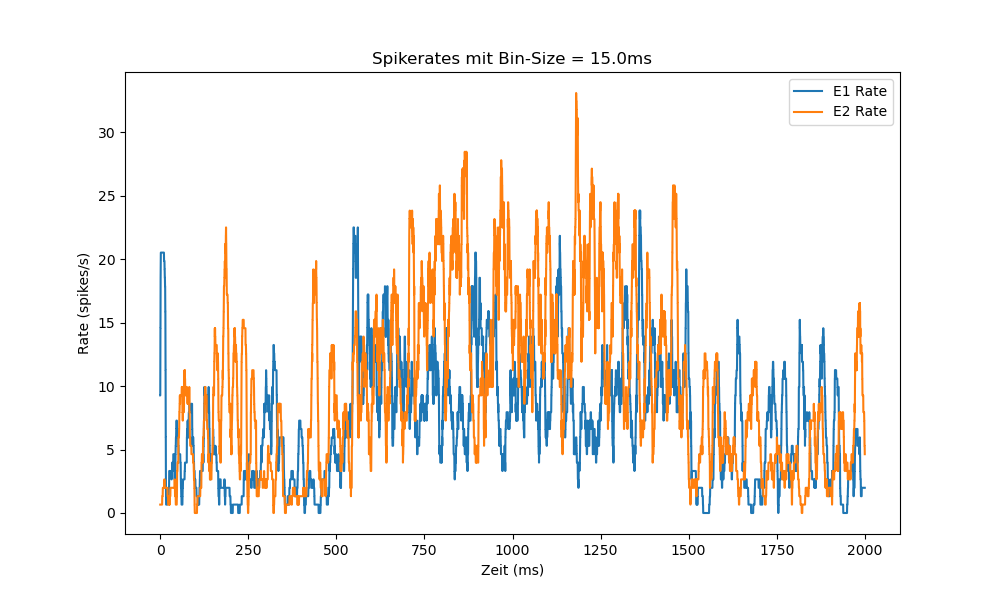 Spikerates mit Bin-Size = 15.0ms
E1 Rate
E2 Rate
Rate (spikes/s)
30
25
20
15
10
5
0
0 250 500 750 1000 1250 1500 1750 2000
Zeit (ms)